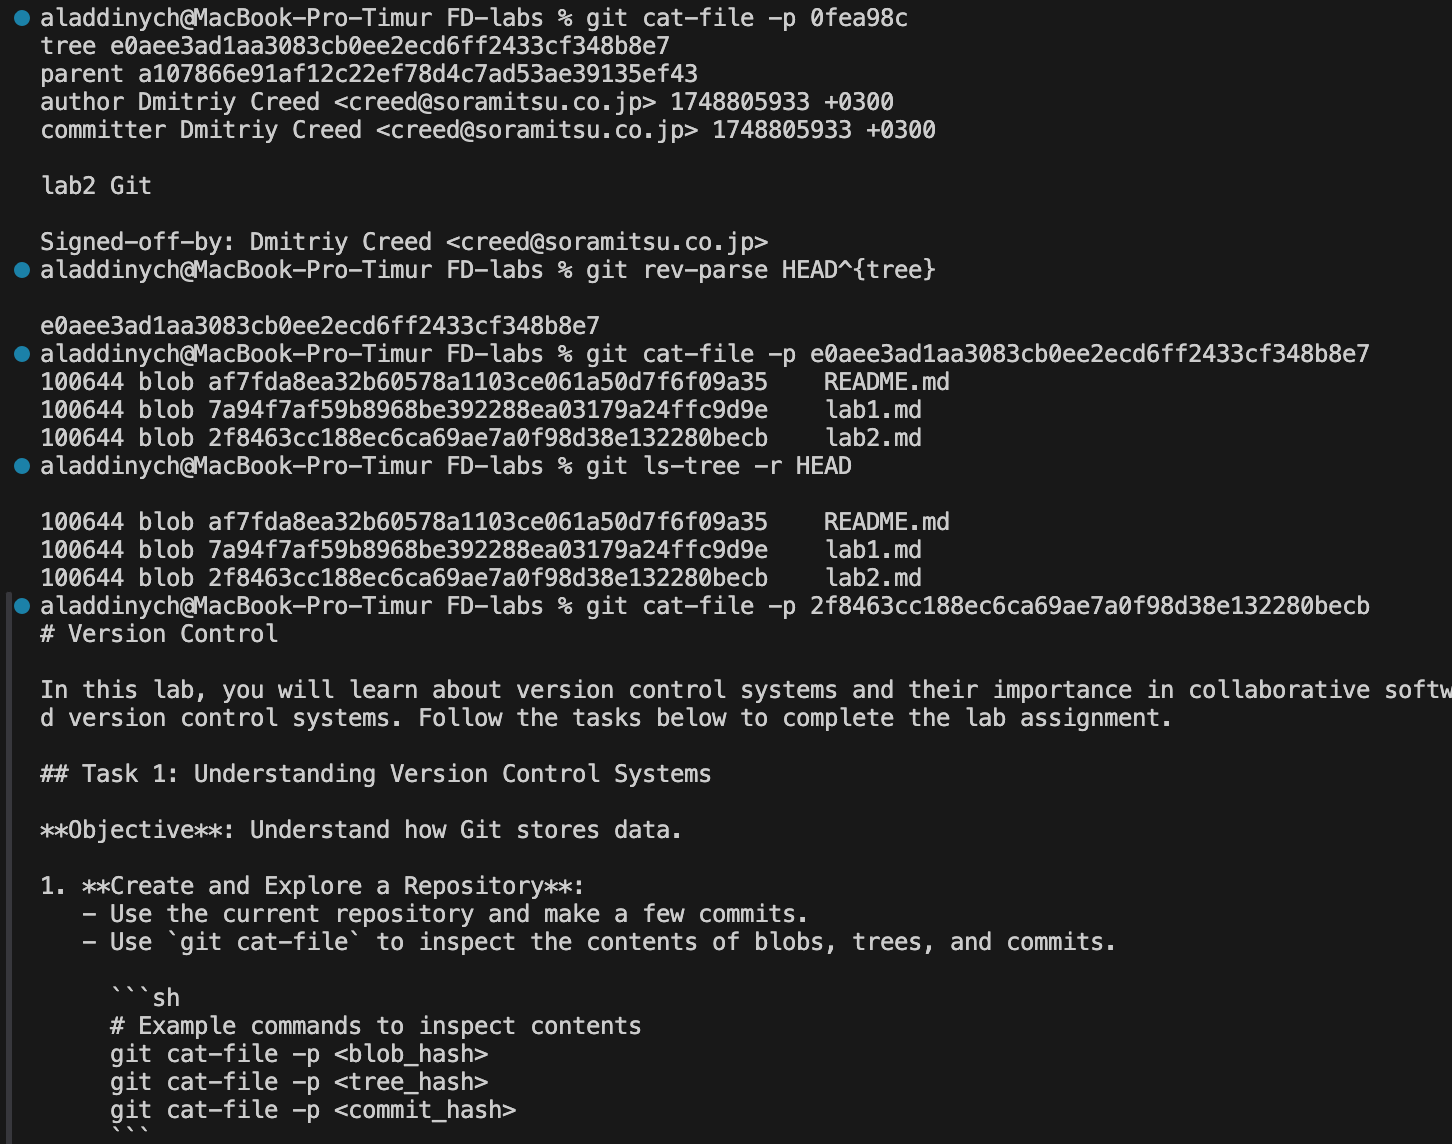 aladdinych@MacBook-Pro-Timur FD-labs % git cat-file -p 0fea98c
tree e0aee3ad1aa3083cb0ee2ecd6ff2433cf348b8e7
parent a107866e91af12c22ef78d4c7ad53ae39135ef43
author Dmitriy Creed <creed@soramitsu.co.jp> 1748805933 +0300
committer Dmitriy Creed <creed@soramitsu.co.jp> 1748805933 +0300

lab2 Git

Signed-off-by: Dmitriy Creed <creed@soramitsu.co.jp>
aladdinych@MacBook-Pro-Timur FD-labs % git rev-parse HEAD^{tree}

e0aee3ad1aa3083cb0ee2ecd6ff2433cf348b8e7
aladdinych@MacBook-Pro-Timur FD-labs % git cat-file -p e0aee3ad1aa3083cb0ee2ecd6ff2433cf348b8e7
100644 blob af7fda8ea32b60578a1103ce061a50d7f6f09a35    README.md
100644 blob 7a94f7af59b8968be392288ea03179a24ffc9d9e    lab1.md
100644 blob 2f8463cc188ec6ca69ae7a0f98d38e132280becb    lab2.md
aladdinych@MacBook-Pro-Timur FD-labs % git ls-tree -r HEAD

100644 blob af7fda8ea32b60578a1103ce061a50d7f6f09a35    README.md
100644 blob 7a94f7af59b8968be392288ea03179a24ffc9d9e    lab1.md
100644 blob 2f8463cc188ec6ca69ae7a0f98d38e132280becb    lab2.md
aladdinych@MacBook-Pro-Timur FD-labs % git cat-file -p 2f8463cc188ec6ca69ae7a0f98d38e132280becb
# Version Control

In this lab, you will learn about version control systems and their importance in collaborative softw
d version control systems. Follow the tasks below to complete the lab assignment.

## Task 1: Understanding Version Control Systems

**Objective**: Understand how Git stores data.

1. **Create and Explore a Repository**:
   - Use the current repository and make a few commits.
   - Use `git cat-file` to inspect the contents of blobs, trees, and commits.

     ```sh
     # Example commands to inspect contents
     git cat-file -p <blob_hash>
     git cat-file -p <tree_hash>
     git cat-file -p <commit_hash>
     ```